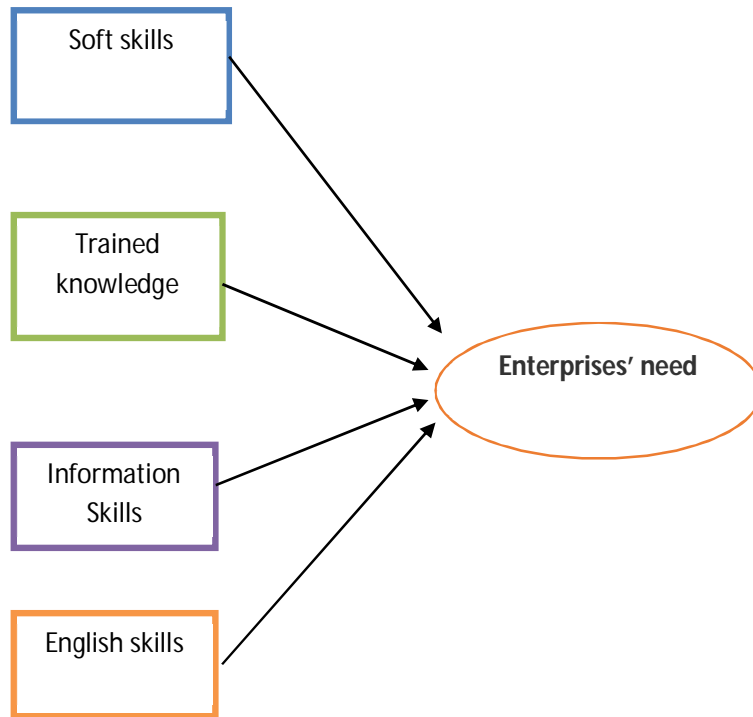 Soft skills
Trained
knowledge
Enterprises’ need
Information
Skills
English skills